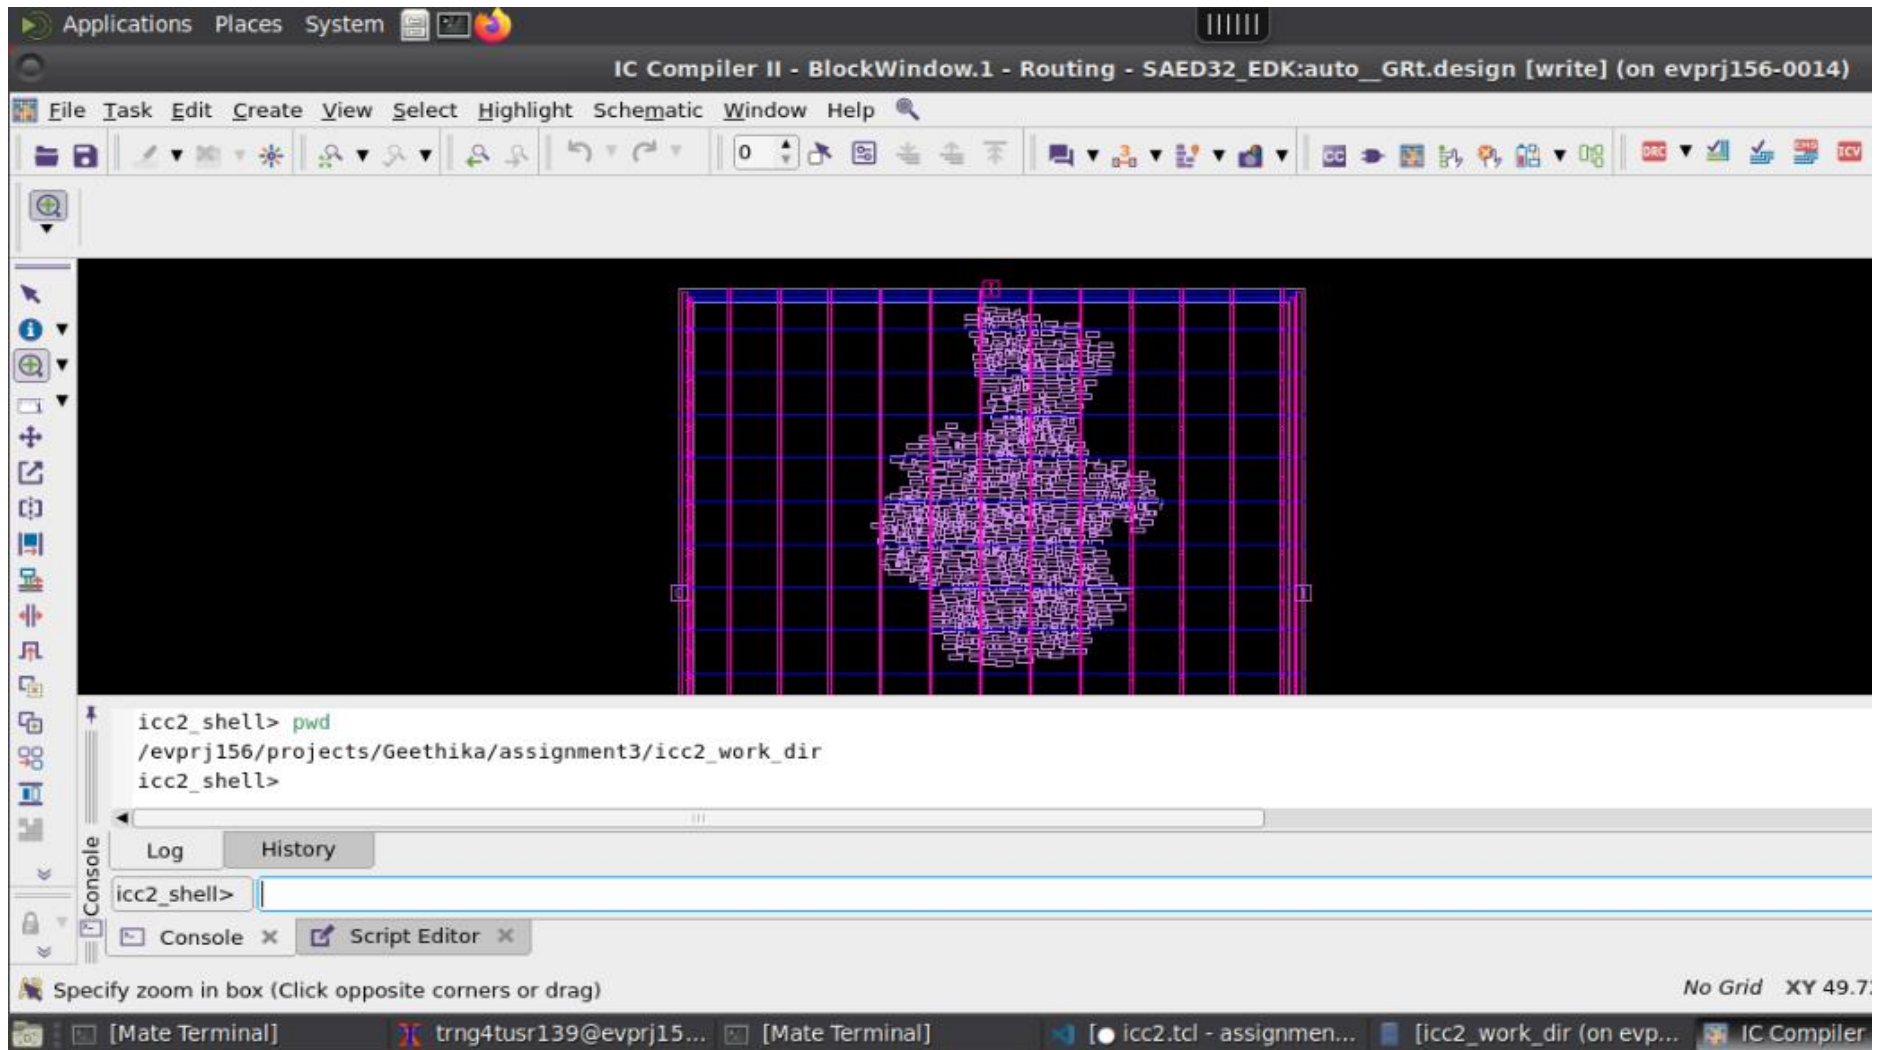 Applications Places System
IC Compiler II - BlockWindow.1 - Routing - SAED32_EDK:auto__GRt.design [write] (on evprj156-0014)
File Task Edit Create View Select Highlight Schematic Window Help
0
icc2_shell> pwd
/evprj156/projects/Geethika/assignment3/icc2_work_dir
icc2_shell>
Log History
Console
icc2_shell>
Console Script Editor
Specify zoom in box (Click opposite corners or drag)
No Grid XY 49.7
[Mate Terminal] trng4tusr139@evprj15... [Mate Terminal] [● icc2.tcl - assignmen... [icc2_work_dir (on evp... IC Compiler